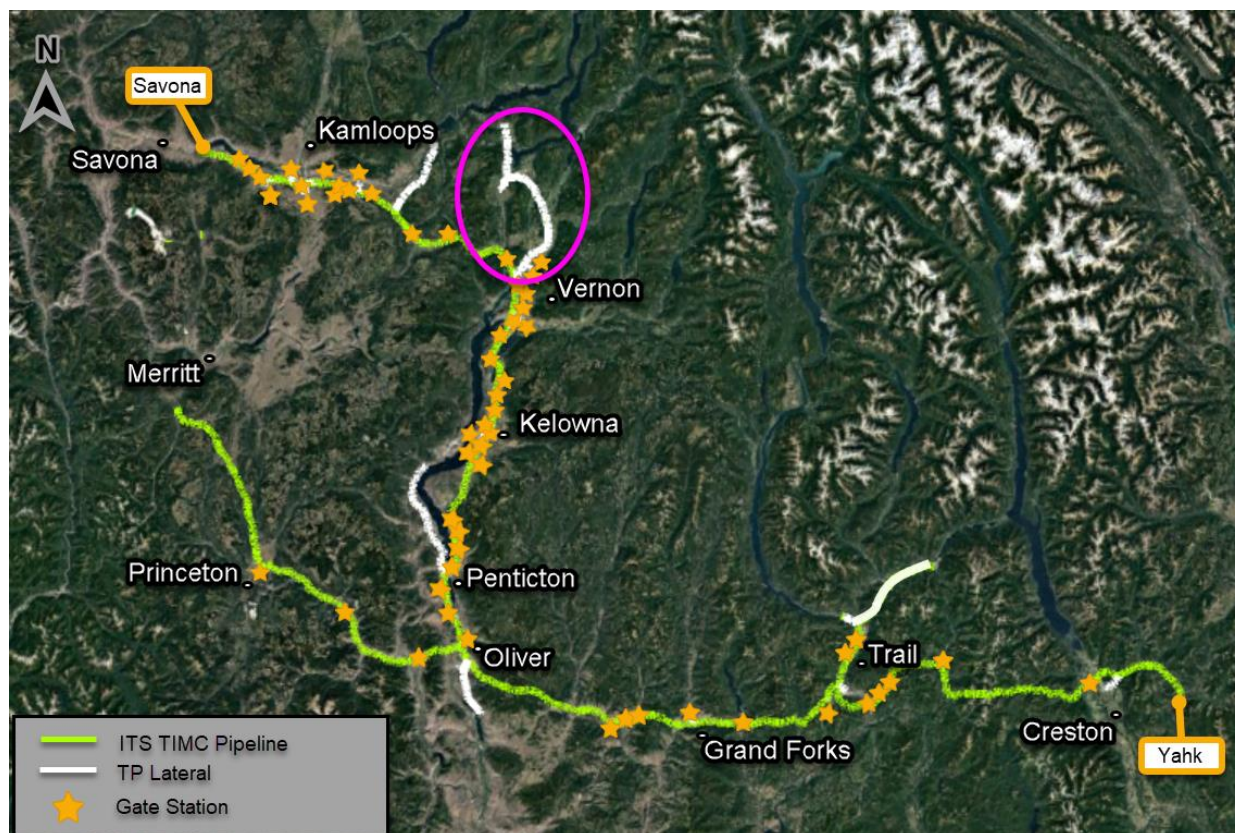 N
Savona
Kamloops
Savona
Vernon
Merritt
Kelowna
Princeton
Penticton
Oliver
Trail
Grand Forks
Creston
Yahk
ITS TIMC Pipeline
TP Lateral
Gate Station